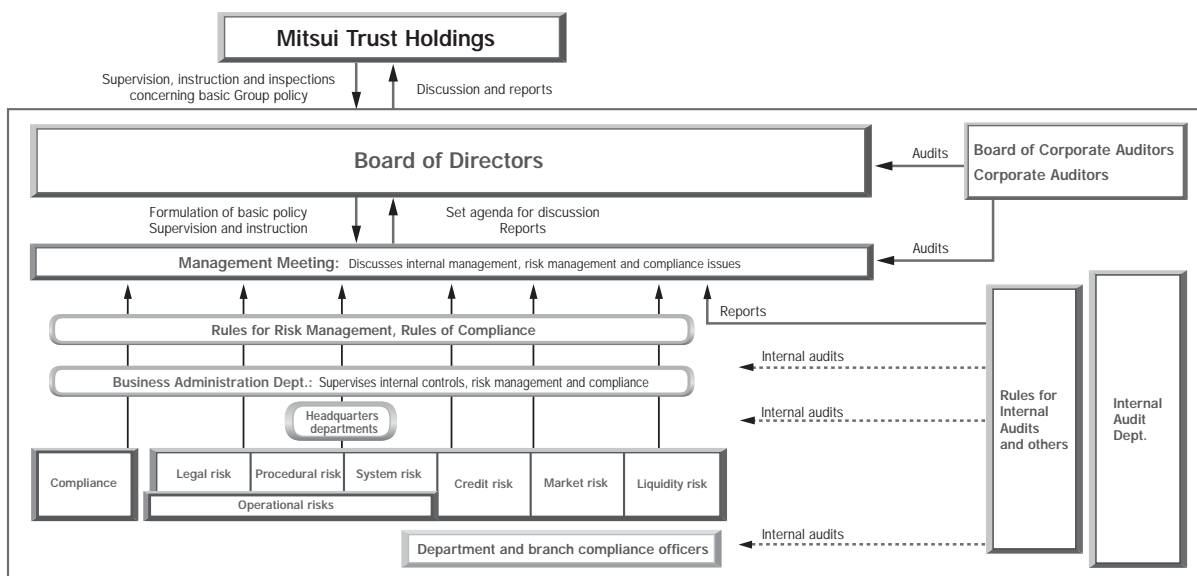 Mitsui Trust Holdings
Supervision, instruction and inspections
concerning basic Group policy
Discussion and reports
Board of Directors
Audits
Board of Corporate Auditors
Corporate Auditors
Formulation of basic policy
Supervision and instruction
Set agenda for discussion
Reports
Audits
Management Meeting: Discusses internal management, risk management and compliance issues
Reports
Rules for Risk Management, Rules of Compliance
Internal audits
Business Administration Dept.: Supervises internal controls, risk management and compliance
Internal audits
Headquarters
departments
Rules for
Internal
Audits
and others
Internal
Audit
Dept.
Compliance
Legal risk
Procedural risk
System risk
Credit risk
Market risk
Liquidity risk
Operational risks
Internal audits
Department and branch compliance officers